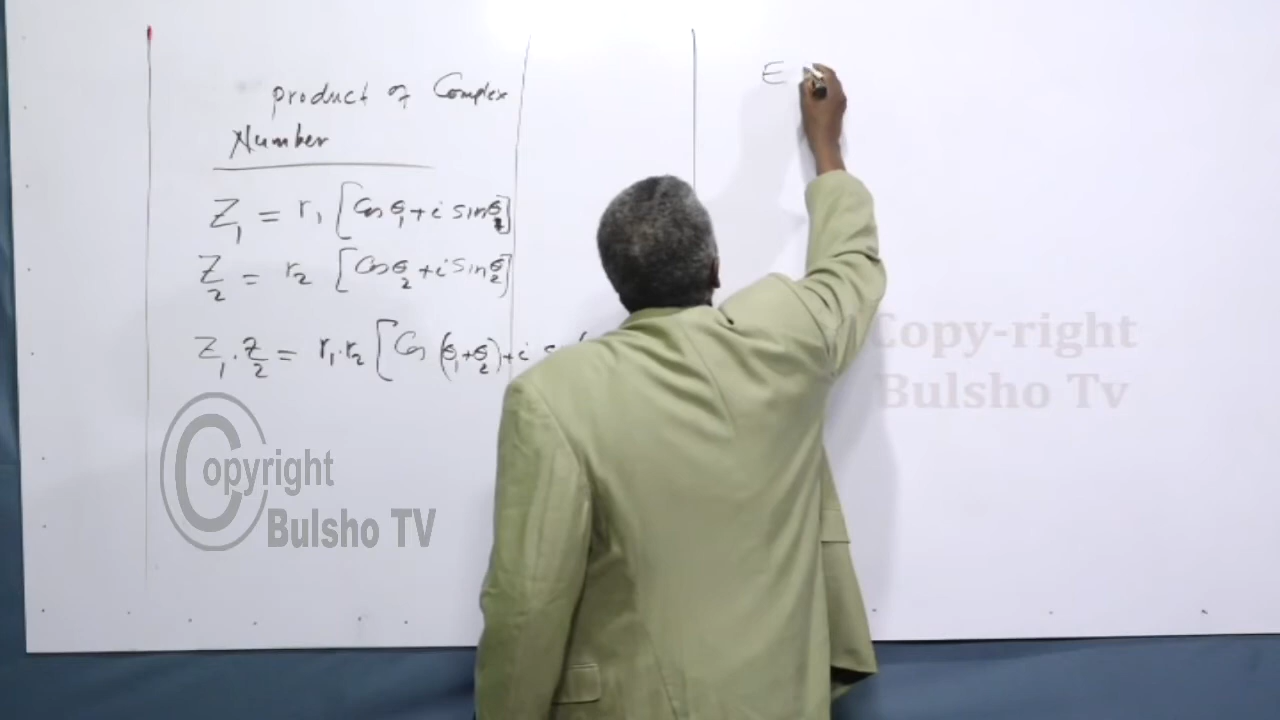 product of Complex
Number
Z₁ = r₁ [Cos θ₁ + i sin θ₁]
Z₂ = r₂ [Cos θ₂ + i sin θ₂]
Z₁ . Z₂ = r₁ . r₂ [Cos (θ₁ + θ₂) + i s
E
Copy-right
Bulsho Tv
Copyright
Bulsho TV